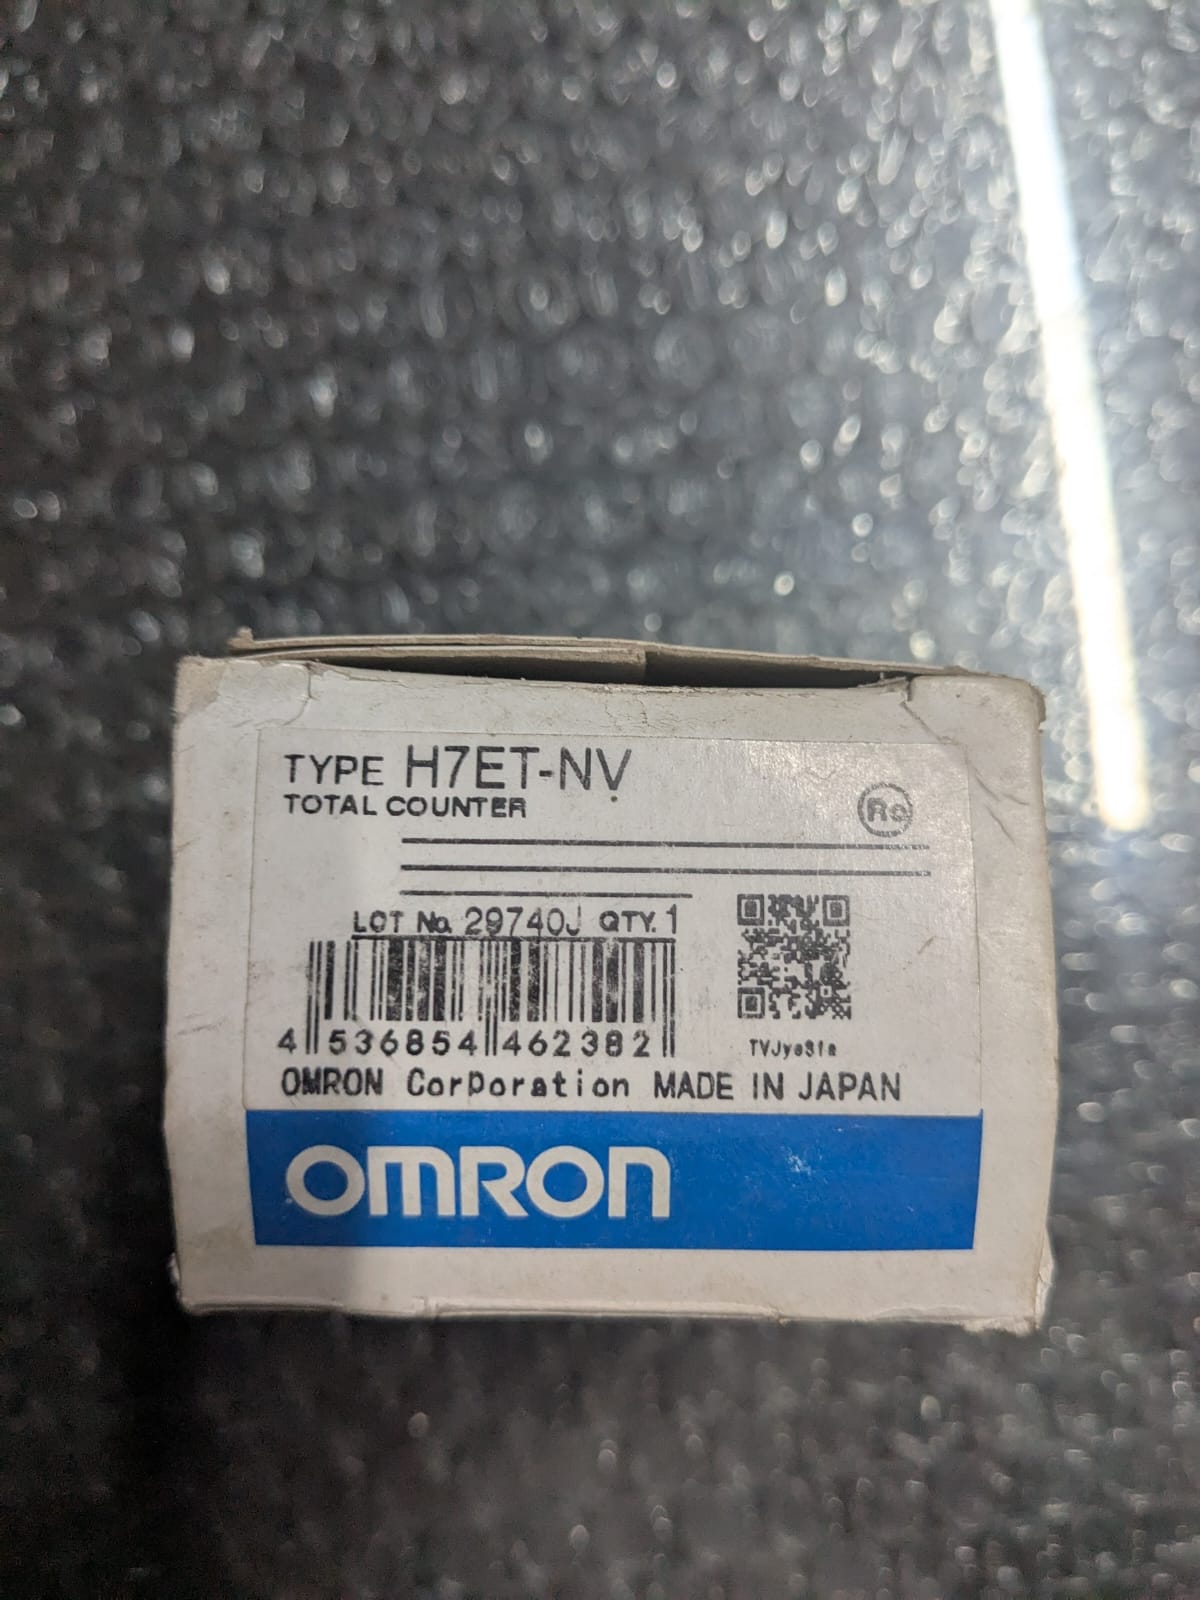 TYPE H7ET-NV
TOTAL COUNTER
Ro
LOT No. 29740J QTY. 1
4 536854 462382
OMRON Corporation MADE IN JAPAN
OMRON